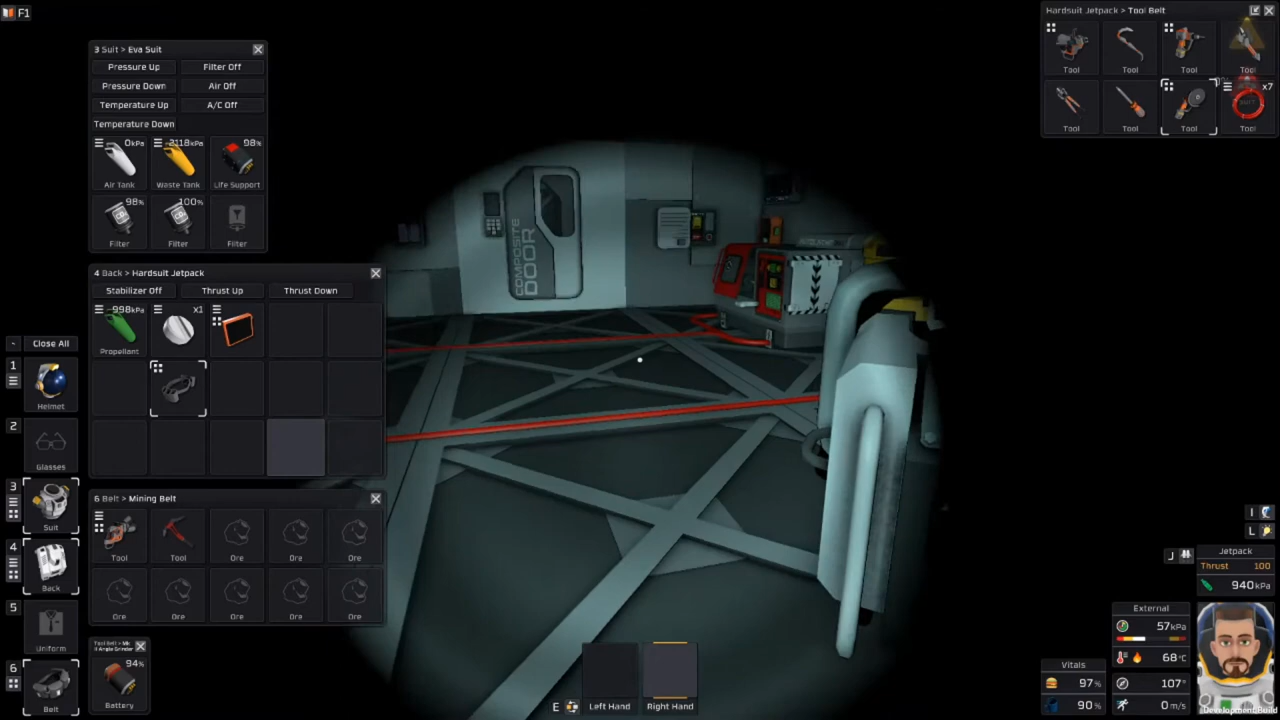 F1
3 Suit > Eva Suit
Pressure Up
Filter Off
Pressure Down
Air Off
Temperature Up
A/C Off
Temperature Down
0kPa
2118kPa
98%
Air Tank
Waste Tank
Life Support
98%
100%
Filter
Filter
Filter
4 Back > Hardsuit Jetpack
Stabilizer Off
Thrust Up
Thrust Down
998kPa
x1
Propellant
6 Belt > Mining Belt
Tool
Tool
Ore
Ore
Ore
Ore
Ore
Ore
Ore
Ore
94%
Battery
Close All
1
Helmet
2
Glasses
3
Suit
4
Back
5
Uniform
6
Belt
COMPOSITE
DOOR
E
Left Hand
Right Hand
Hardsuit Jetpack > Tool Belt
Tool
Tool
Tool
Tool
x7
Tool
Tool
Tool
Tool
I
L
J
Jetpack
Thrust 100
940kPa
External
57kPa
68°C
107°
0m/s
Vitals
97%
90%
Development Build